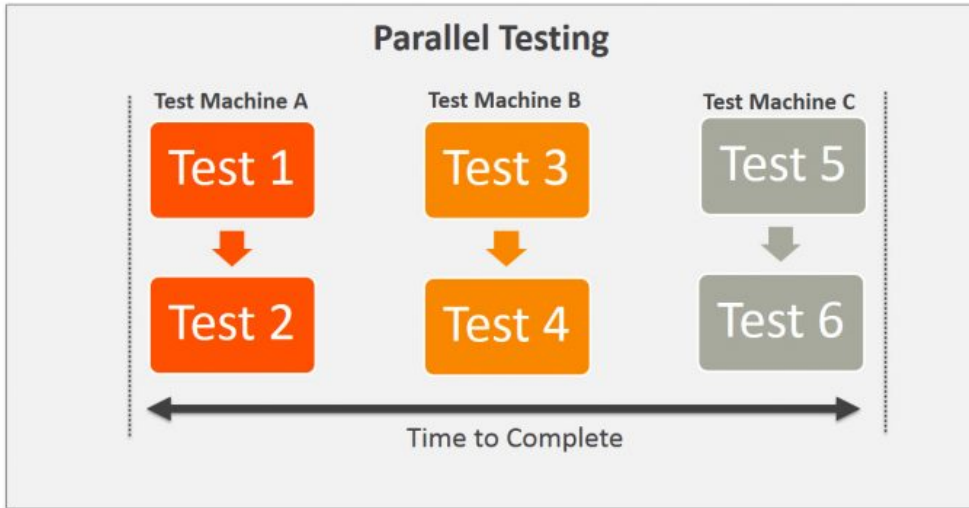 Parallel Testing
Test Machine A
Test Machine B
Test Machine C
Test 1
Test 3
Test 5
Test 2
Test 4
Test 6
Time to Complete